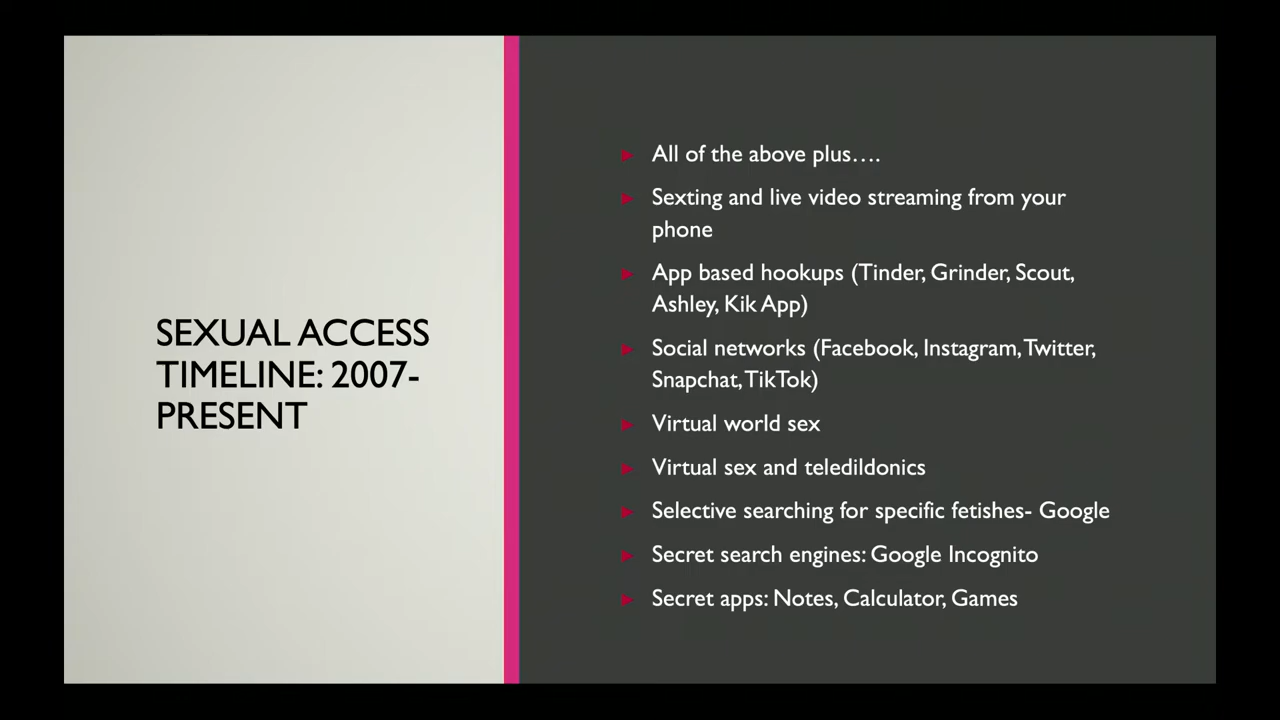 SEXUAL ACCESS
TIMELINE: 2007-
PRESENT
All of the above plus….
Sexting and live video streaming from your
phone
App based hookups (Tinder, Grinder, Scout,
Ashley, Kik App)
Social networks (Facebook, Instagram, Twitter,
Snapchat, TikTok)
Virtual world sex
Virtual sex and teledildonics
Selective searching for specific fetishes- Google
Secret search engines: Google Incognito
Secret apps: Notes, Calculator, Games